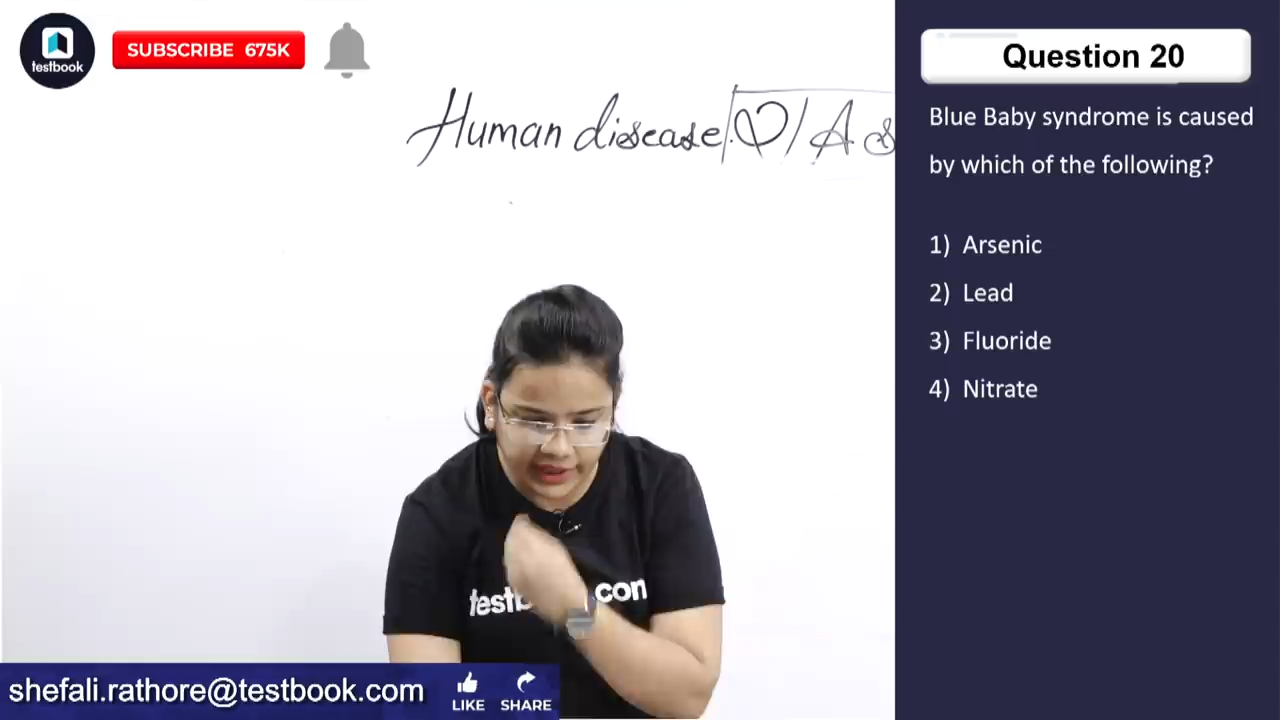 testbook
SUBSCRIBE 675K
Human disease
Question 20
Blue Baby syndrome is caused
by which of the following?
1) Arsenic
2) Lead
3) Fluoride
4) Nitrate
shefali.rathore@testbook.com
LIKE
SHARE